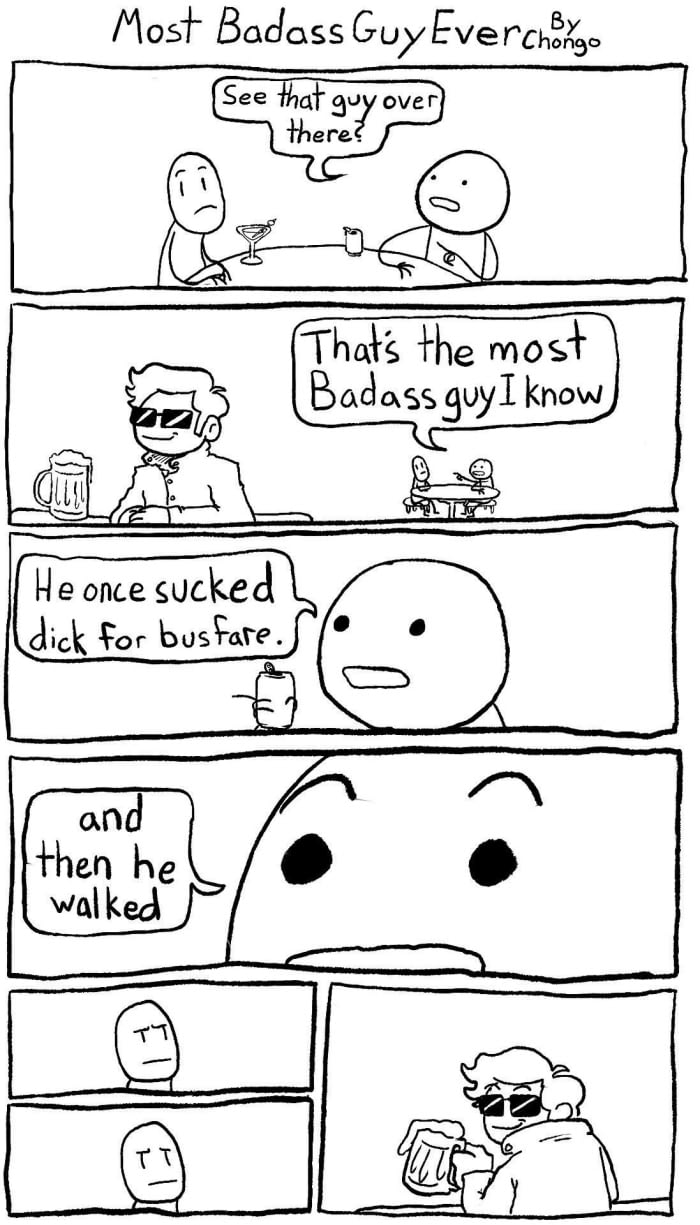 Most Badass Guy Ever By
Chongo
See that guy over
there?
That's the most
Badass guy I know
He once sucked
dick for busfare.
and
then he
walked